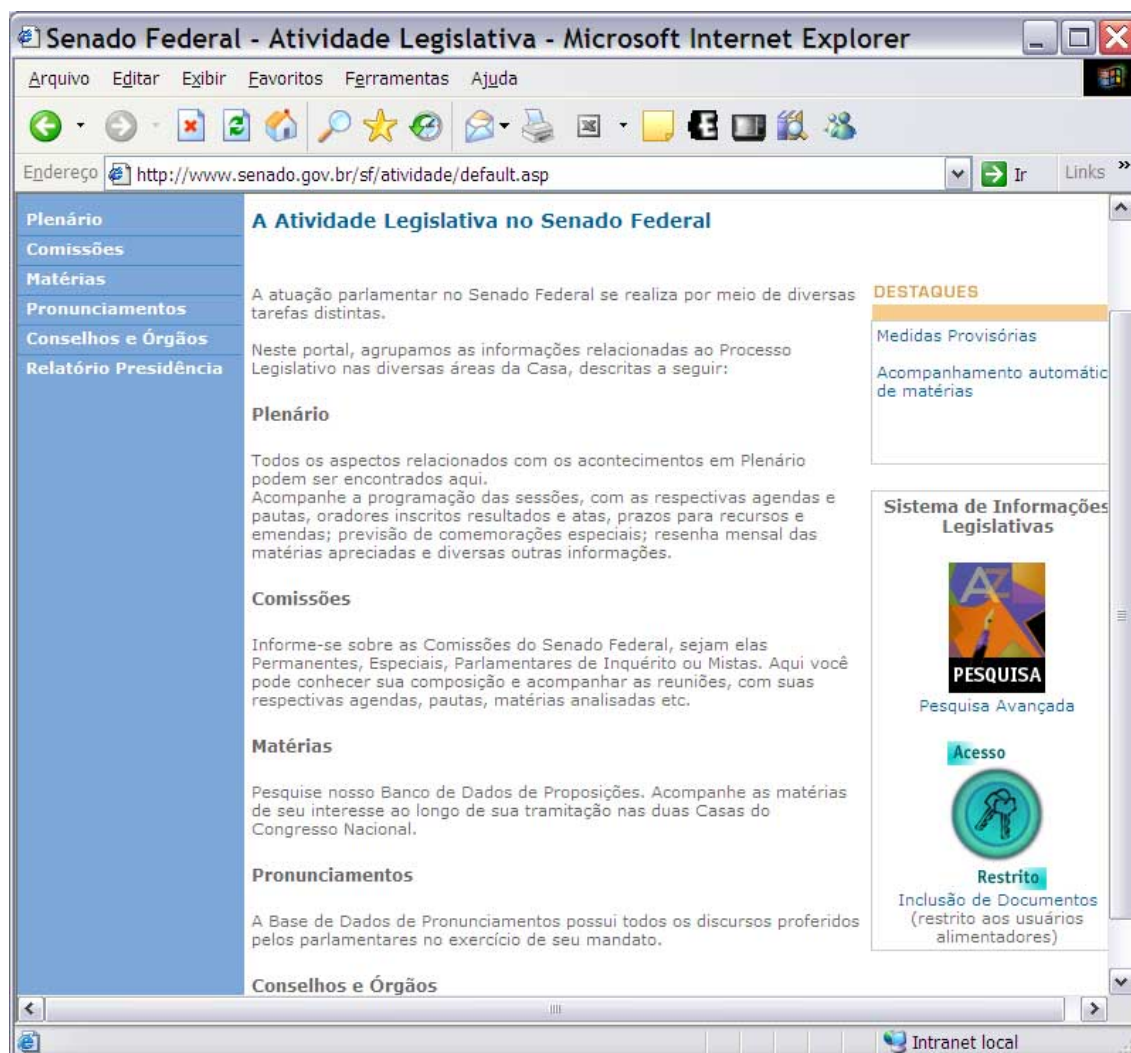 Senado Federal - Atividade Legislativa - Microsoft Internet Explorer
Arquivo Editar Exibir Favoritos Ferramentas Ajuda
Endereço http://www.senado.gov.br/sf/atividade/default.asp Ir Links »
Plenário
Comissões
Matérias
Pronunciamentos
Conselhos e Órgãos
Relatório Presidência
A Atividade Legislativa no Senado Federal
A atuação parlamentar no Senado Federal se realiza por meio de diversas
tarefas distintas.
Neste portal, agrupamos as informações relacionadas ao Processo
Legislativo nas diversas áreas da Casa, descritas a seguir:
Plenário
Todos os aspectos relacionados com os acontecimentos em Plenário
podem ser encontrados aqui.
Acompanhe a programação das sessões, com as respectivas agendas e
pautas, oradores inscritos resultados e atas, prazos para recursos e
emendas; previsão de comemorações especiais; resenha mensal das
matérias apreciadas e diversas outras informações.
Comissões
Informe-se sobre as Comissões do Senado Federal, sejam elas
Permanentes, Especiais, Parlamentares de Inquérito ou Mistas. Aqui você
pode conhecer sua composição e acompanhar as reuniões, com suas
respectivas agendas, pautas, matérias analisadas etc.
Matérias
Pesquise nosso Banco de Dados de Proposições. Acompanhe as matérias
de seu interesse ao longo de sua tramitação nas duas Casas do
Congresso Nacional.
Pronunciamentos
A Base de Dados de Pronunciamentos possui todos os discursos proferidos
pelos parlamentares no exercício de seu mandato.
Conselhos e Órgãos
DESTAQUES
Medidas Provisórias
Acompanhamento automátic
de matérias
Sistema de Informações
Legislativas
AZ
PESQUISA
Pesquisa Avançada
Acesso
Restrito
Inclusão de Documentos
(restrito aos usuários
alimentadores)
Intranet local